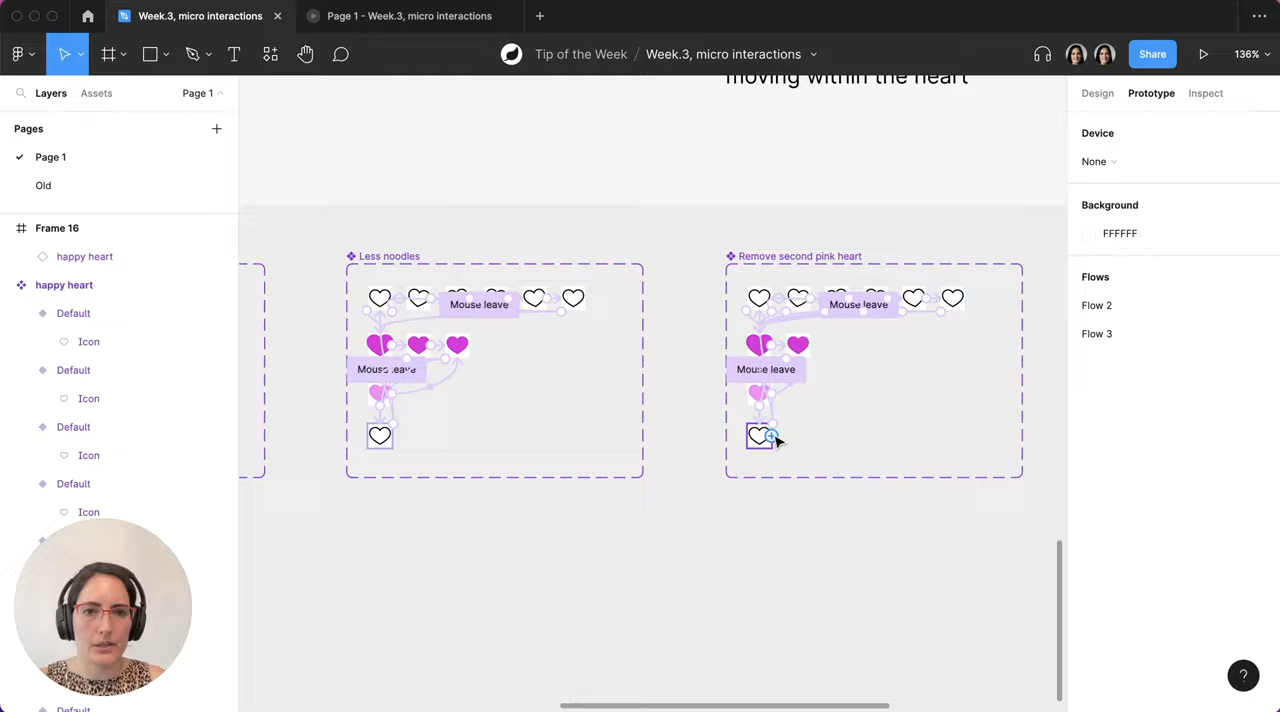 Week.3, micro interactions
Page 1 - Week.3, micro interactions
Tip of the Week / Week.3, micro interactions
Share
136%
Layers
Assets
Page 1
Pages
Page 1
Old
Frame 16
happy heart
happy heart
Default
Icon
Default
Icon
Default
Icon
Default
Icon
Default
moving within the heart
Less noodles
Mouse leave
Mouse leave
Remove second pink heart
Mouse leave
Mouse leave
Design
Prototype
Inspect
Device
None
Background
FFFFFF
Flows
Flow 2
Flow 3
?